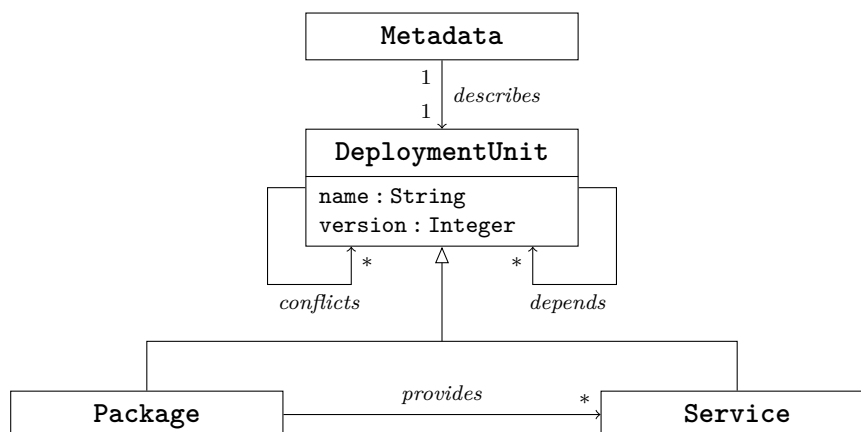 Metadata
1
describes
1
DeploymentUnit
name : String
version : Integer
*
*
conflicts
depends
provides
*
Package
Service